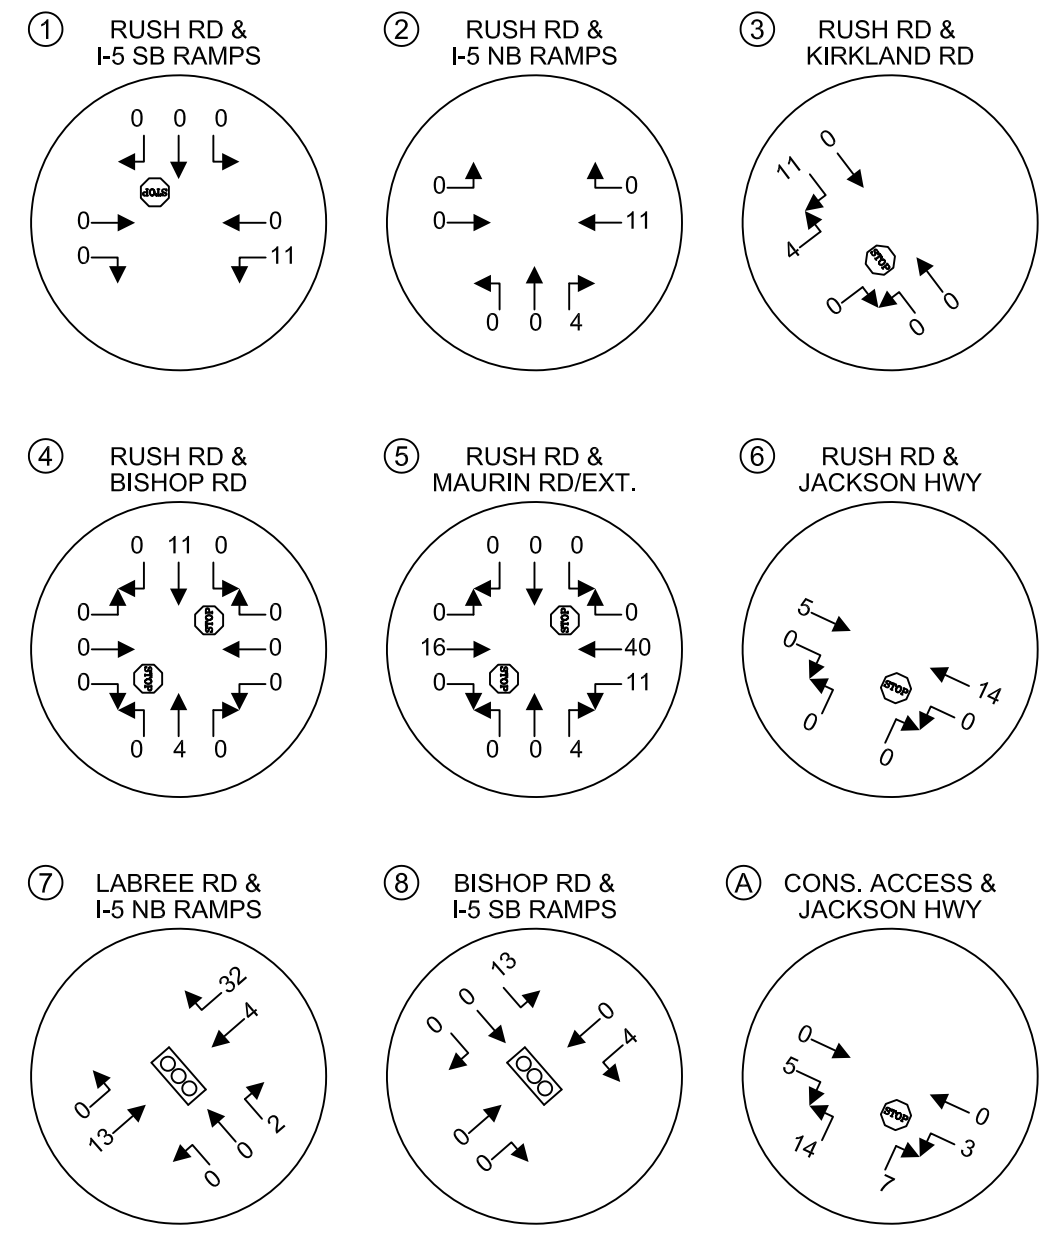 1 RUSH RD &
I-5 SB RAMPS
0 0 0
STOP
0 0
0 11
2 RUSH RD &
I-5 NB RAMPS
0 0
0 11
0 0 4
3 RUSH RD &
KIRKLAND RD
0
11
4
STOP
0 0 0
4 RUSH RD &
BISHOP RD
0 11 0
0 0
STOP
0 0
STOP
0 0
0 4 0
5 RUSH RD &
MAURIN RD/EXT.
0 0 0
0 0
STOP
16 40
STOP
0 11
0 0 4
6 RUSH RD &
JACKSON HWY
5
0
STOP
14
0 0
0
7 LABREE RD &
I-5 NB RAMPS
32
4
0
13 2
0
0
8 BISHOP RD &
I-5 SB RAMPS
13
0 0
0 4
0
0
A CONS. ACCESS &
JACKSON HWY
0
5
STOP
0
14 3
7